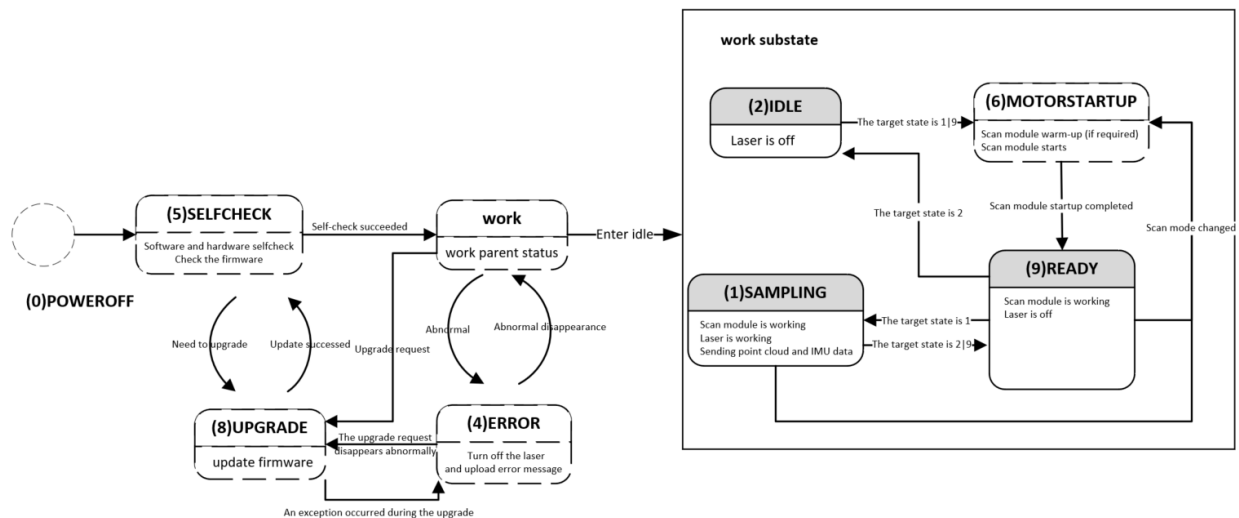 work substate
(2)IDLE
Laser is off
The target state is 1|9
(6)MOTORSTARTUP
Scan module warm-up (if required)
Scan module starts
The target state is 2
Scan module startup completed
Scan mode changed
(5)SELFCHECK
Software and hardware selfcheck
Check the firmware
Self-check succeeded
work
work parent status
Enter idle
(0)POWEROFF
(1)SAMPLING
Scan module is working
Laser is working
Sending point cloud and IMU data
The target state is 1
The target state is 2|9
(9)READY
Scan module is working
Laser is off
Need to upgrade
Update successed
Upgrade request
Abnormal
Abnormal disappearance
(8)UPGRADE
update firmware
The upgrade request
disappears abnormally
(4)ERROR
Turn off the laser
and upload error message
An exception occurred during the upgrade